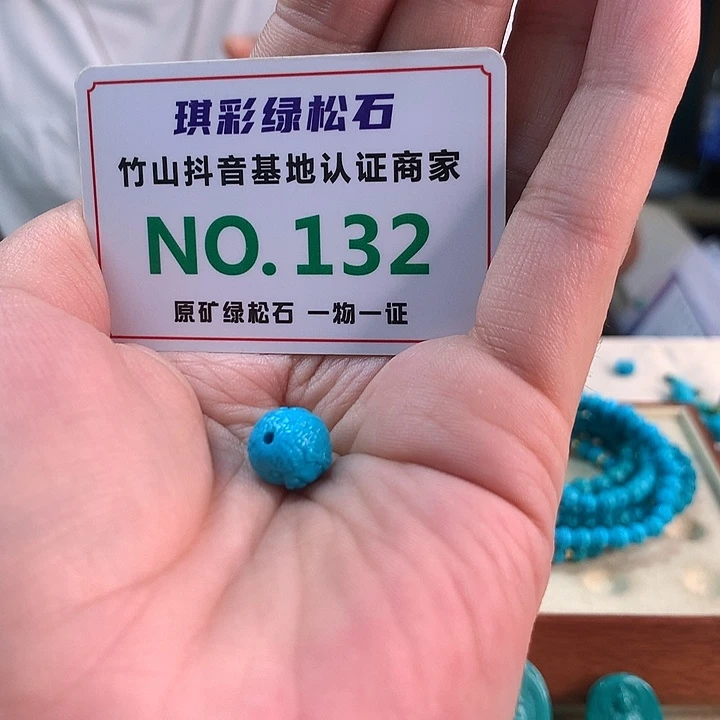 琪彩绿松石
竹山抖音基地认证商家
NO.132
原矿绿松石 一物一证